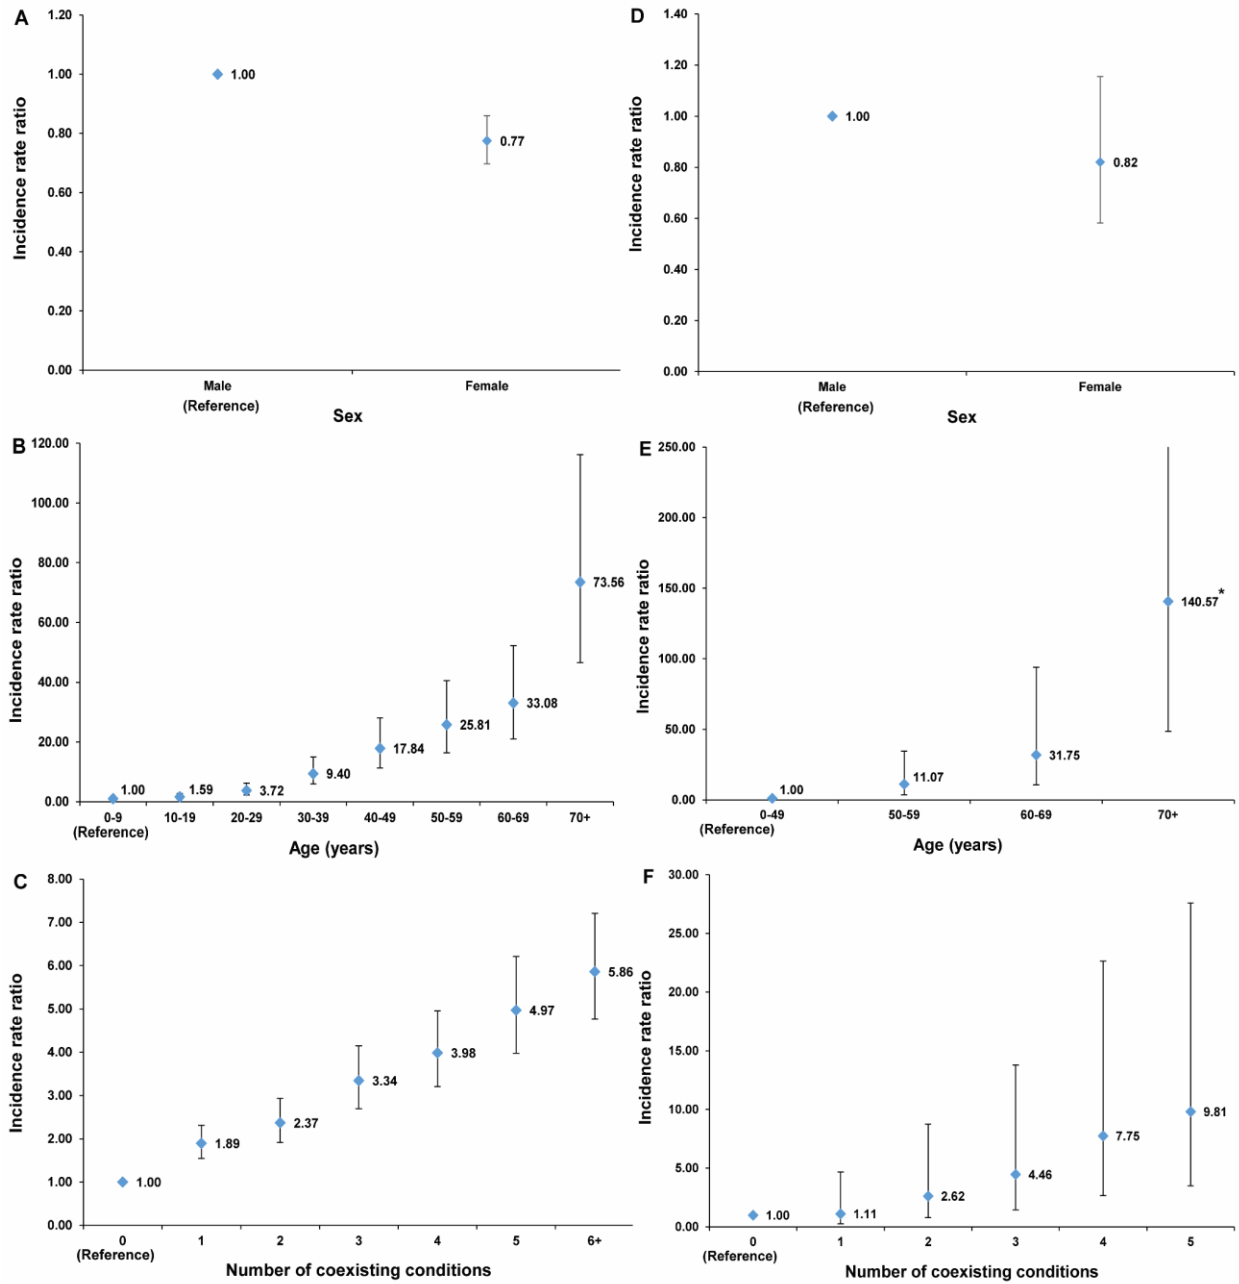 A
1.20
1.00
0.80
0.60
0.40
0.20
0.00
Incidence rate ratio
1.00
0.77
Male
(Reference)
Female
Sex
D
1.40
1.20
1.00
0.80
0.60
0.40
0.20
0.00
Incidence rate ratio
1.00
0.82
Male
(Reference)
Female
Sex
B
120.00
100.00
80.00
60.00
40.00
20.00
0.00
Incidence rate ratio
1.00
1.59
3.72
9.40
17.84
25.81
33.08
73.56
0-9 10-19 20-29 30-39 40-49 50-59 60-69 70+
(Reference)
Age (years)
E
250.00
200.00
150.00
100.00
50.00
0.00
Incidence rate ratio
1.00
11.07
31.75
140.57*
0-49 50-59 60-69 70+
(Reference)
Age (years)
C
8.00
7.00
6.00
5.00
4.00
3.00
2.00
1.00
0.00
Incidence rate ratio
1.00
1.89
2.37
3.34
3.98
4.97
5.86
0 1 2 3 4 5 6+
(Reference)
Number of coexisting conditions
F
30.00
25.00
20.00
15.00
10.00
5.00
0.00
Incidence rate ratio
1.00
1.11
2.62
4.46
7.75
9.81
0 1 2 3 4 5
(Reference)
Number of coexisting conditions